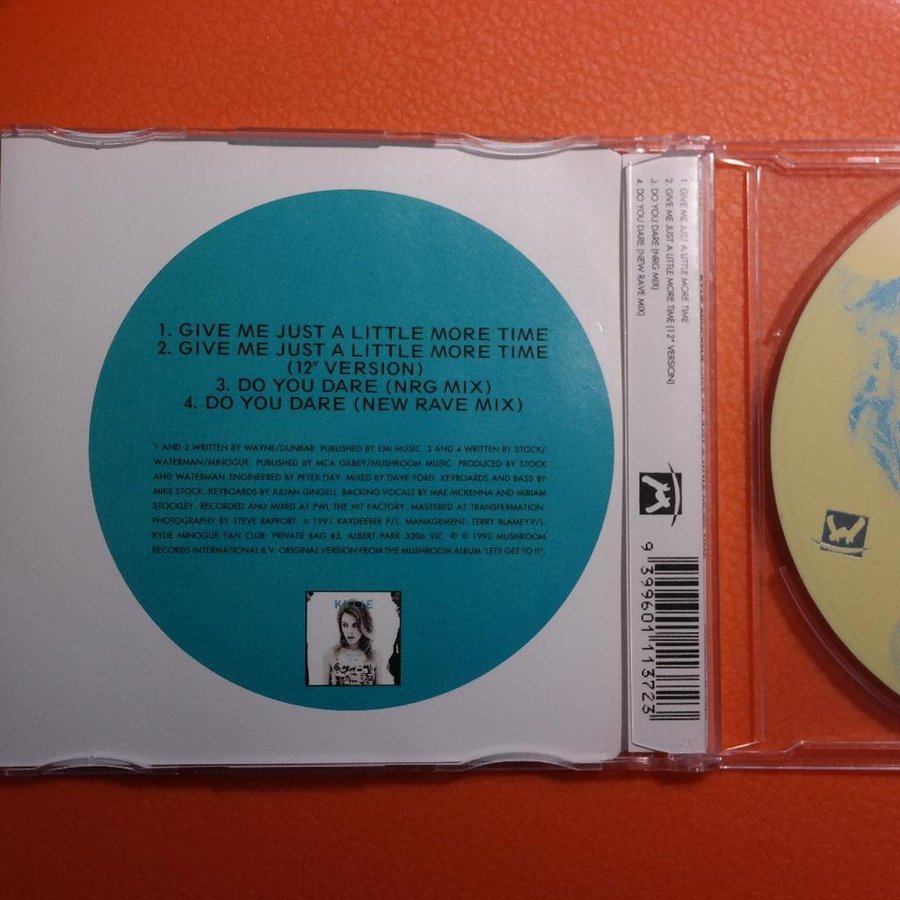 1. GIVE ME JUST A LITTLE MORE TIME
2. GIVE ME JUST A LITTLE MORE TIME
(12" VERSION)
3. DO YOU DARE (NRG MIX)
4. DO YOU DARE (NEW RAVE MIX)
1 AND 2 WRITTEN BY WAYNE/DUNBAR. PUBLISHED BY EMI MUSIC. 3 AND 4 WRITTEN BY STOCK/
WATERMAN/MINOGUE. PUBLISHED BY MCA GILBEY/MUSHROOM MUSIC. PRODUCED BY STOCK
AND WATERMAN. ENGINEERED BY PETER DAY. MIXED BY DAVE FORD. KEYBOARDS AND BASS BY
MIKE STOCK. KEYBOARDS BY JULIAN GINGELL. BACKING VOCALS BY MAE MCKENNA AND MIRIAM
STOCKLEY. RECORDED AND MIXED AT PWL THE HIT FACTORY. MASTERED AT TRANSFERMATION.
PHOTOGRAPHY BY STEVE RAPPORT. © 1991 KAYDEEBEE P/L. MANAGEMENT: TERRY BLAMEY P/L.
KYLIE MINOGUE FAN CLUB: PRIVATE BAG #5, ALBERT PARK 3206 VIC. ℗ © 1992 MUSHROOM
RECORDS INTERNATIONAL B.V. ORIGINAL VERSION FROM THE MUSHROOM ALBUM 'LETS GET TO IT'.
KYLIE
1. GIVE ME JUST A LITTLE MORE TIME
2. GIVE ME JUST A LITTLE MORE TIME (12" VERSION)
3. DO YOU DARE (NRG MIX)
4. DO YOU DARE (NEW RAVE MIX)
9 399601 113723